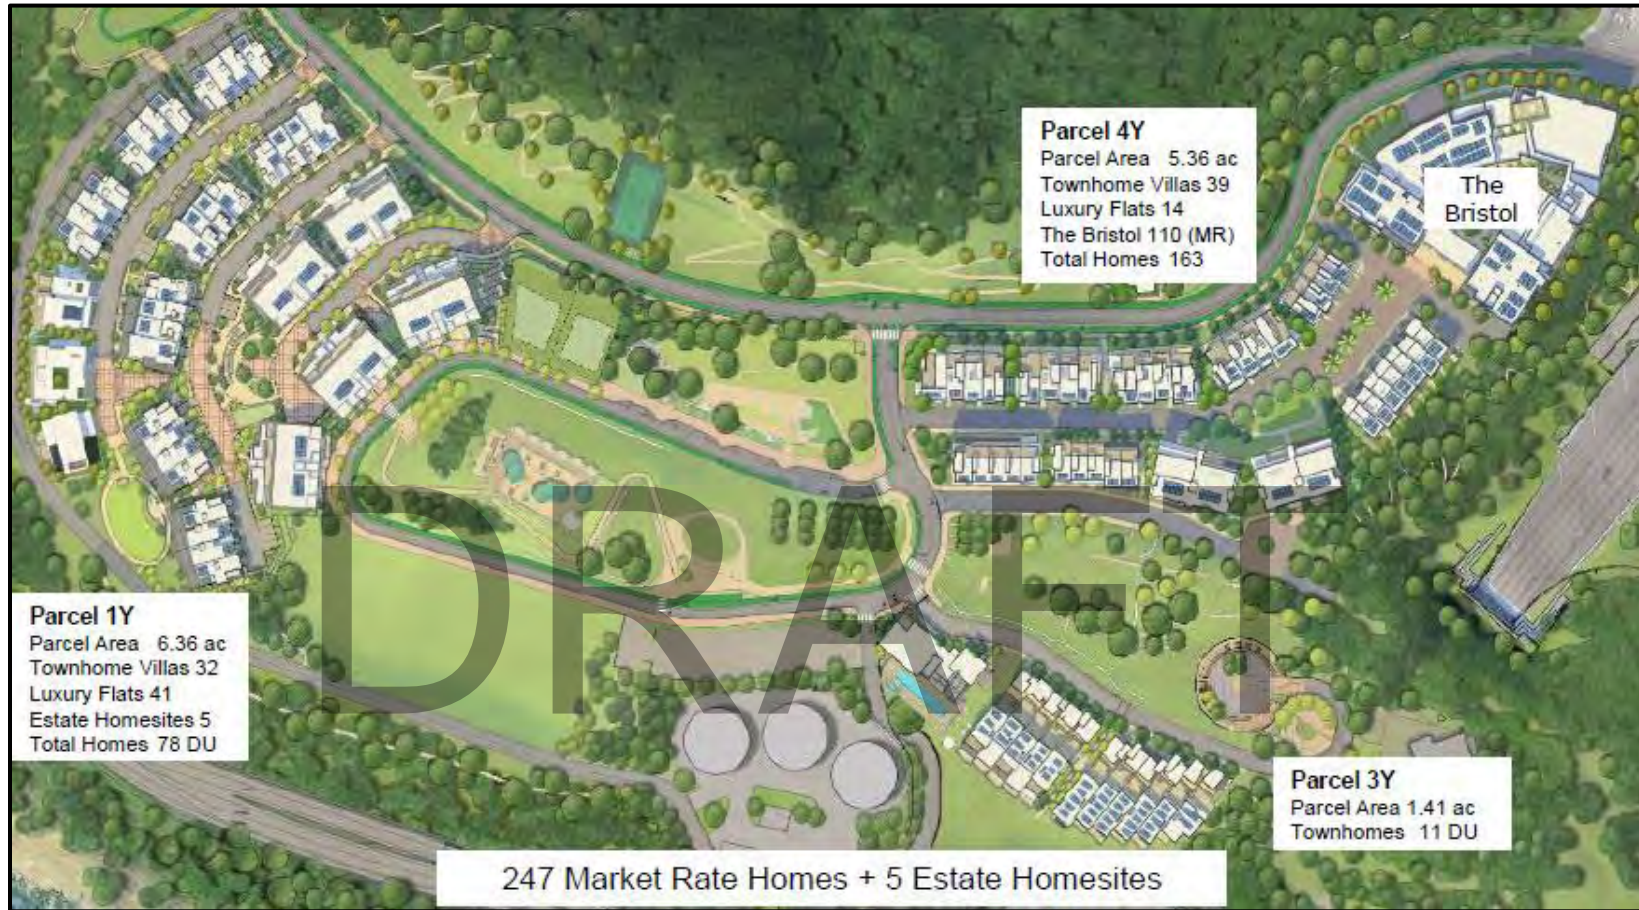 Parcel 4Y
Parcel Area 5.36 ac
Townhome Villas 39
Luxury Flats 14
The Bristol 110 (MR)
Total Homes 163
The
Bristol
DRAFT
Parcel 1Y
Parcel Area 6.36 ac
Townhome Villas 32
Luxury Flats 41
Estate Homesites 5
Total Homes 78 DU
Parcel 3Y
Parcel Area 1.41 ac
Townhomes 11 DU
247 Market Rate Homes + 5 Estate Homesites